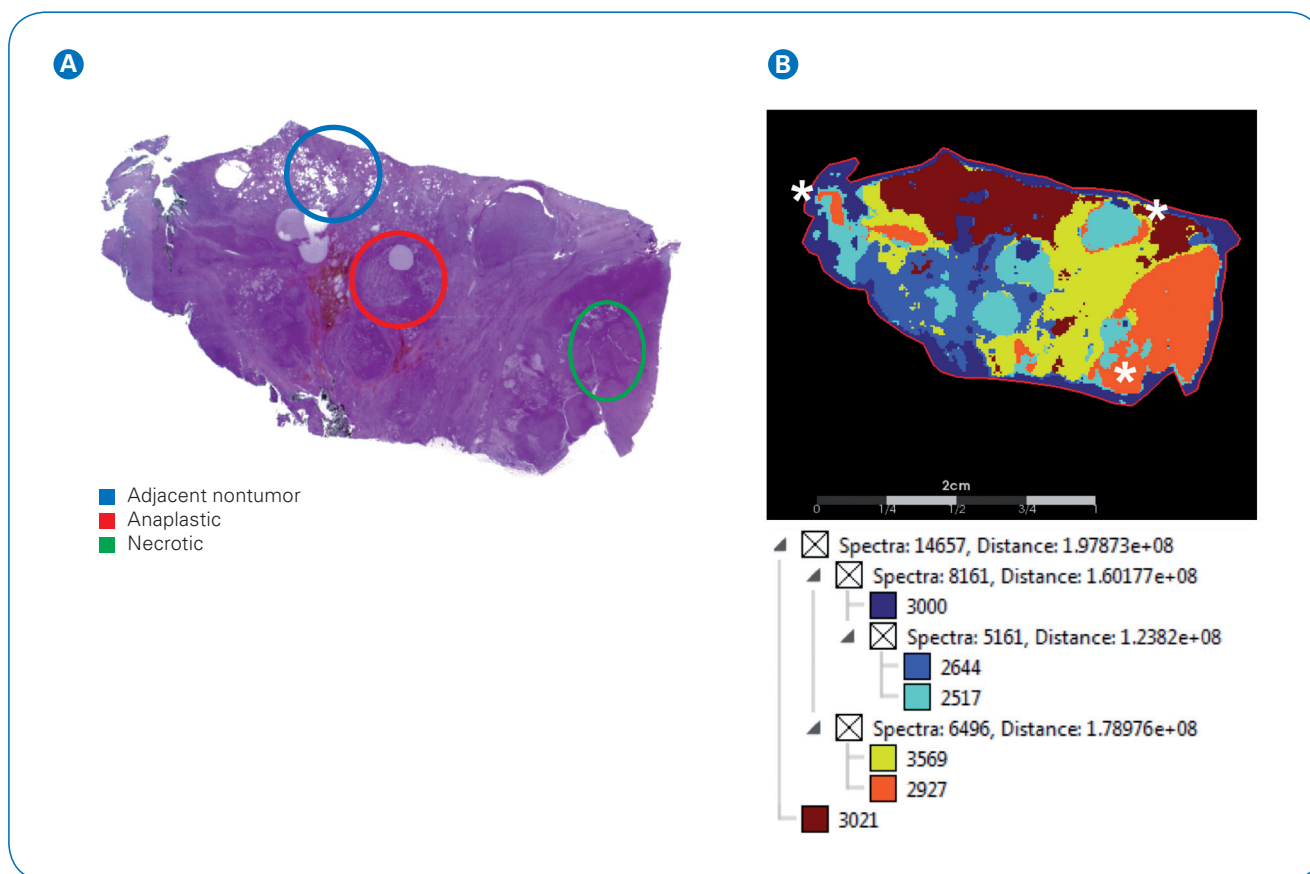 A
Adjacent nontumor
Anaplastic
Necrotic
B
* * *
2cm
0 1/4 1/2 3/4 1
Spectra: 14657, Distance: 1.97873e+08
Spectra: 8161, Distance: 1.60177e+08
3000
Spectra: 5161, Distance: 1.2382e+08
2644
2517
Spectra: 6496, Distance: 1.78976e+08
3569
2927
3021